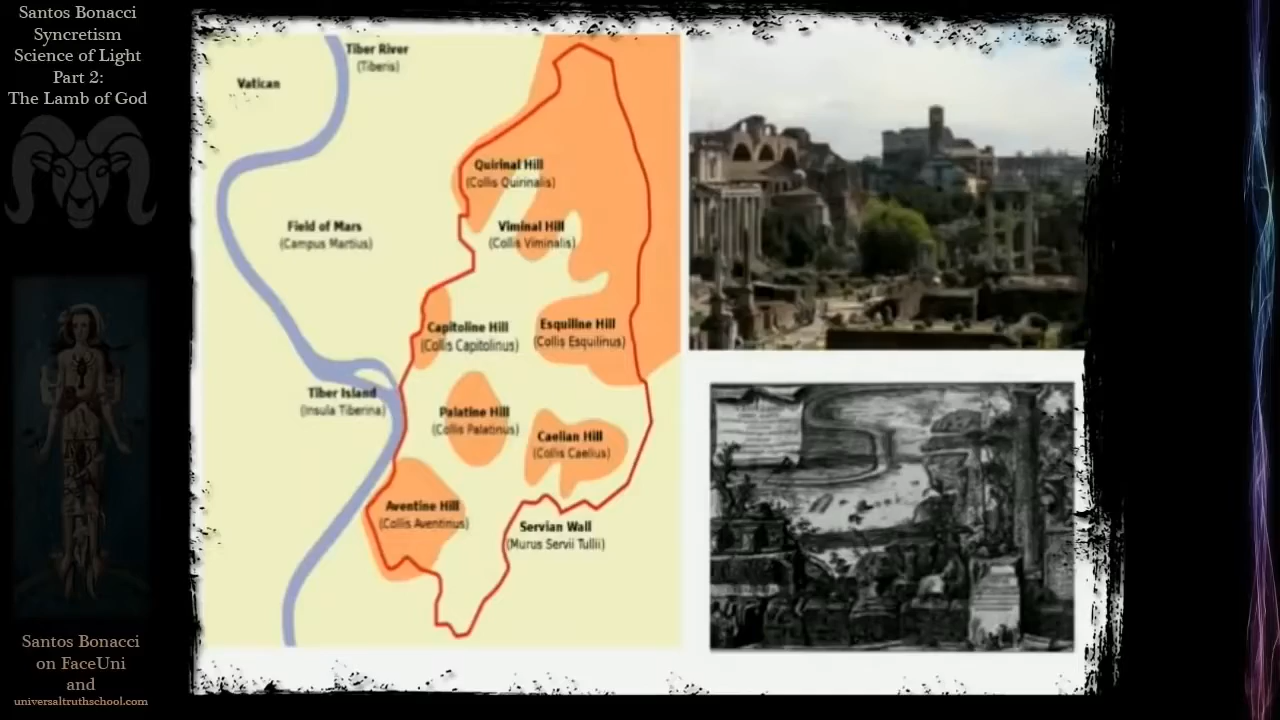 Santos Bonacci
Syncretism
Science of Light
Part 2:
The Lamb of God
Santos Bonacci
on FaceUni
and
universaltruthschool.com
Tiber River
(Tiberis)
Vatican
Quirinal Hill
(Collis Quirinalis)
Field of Mars
(Campus Martius)
Viminal Hill
(Collis Viminalis)
Capitoline Hill
(Collis Capitolinus)
Esquiline Hill
(Collis Esquilinus)
Tiber Island
(Insula Tiberina)
Palatine Hill
(Collis Palatinus)
Caelian Hill
(Collis Caelius)
Aventine Hill
(Collis Aventinus)
Servian Wall
(Murus Servii Tullii)